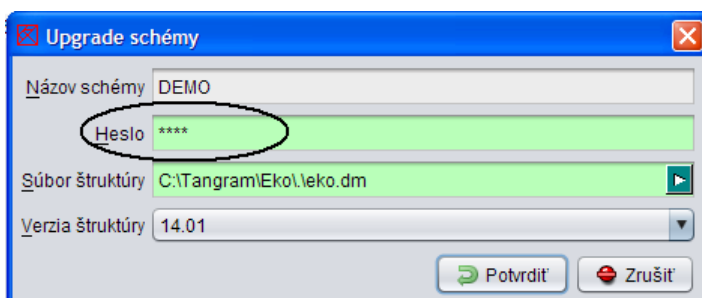 Upgrade schémy
Názov schémy DEMO
Heslo ****
Súbor štruktúry C:\Tangram\Eko\.\eko.dm
Verzia štruktúry 14.01
Potvrdiť Zrušiť